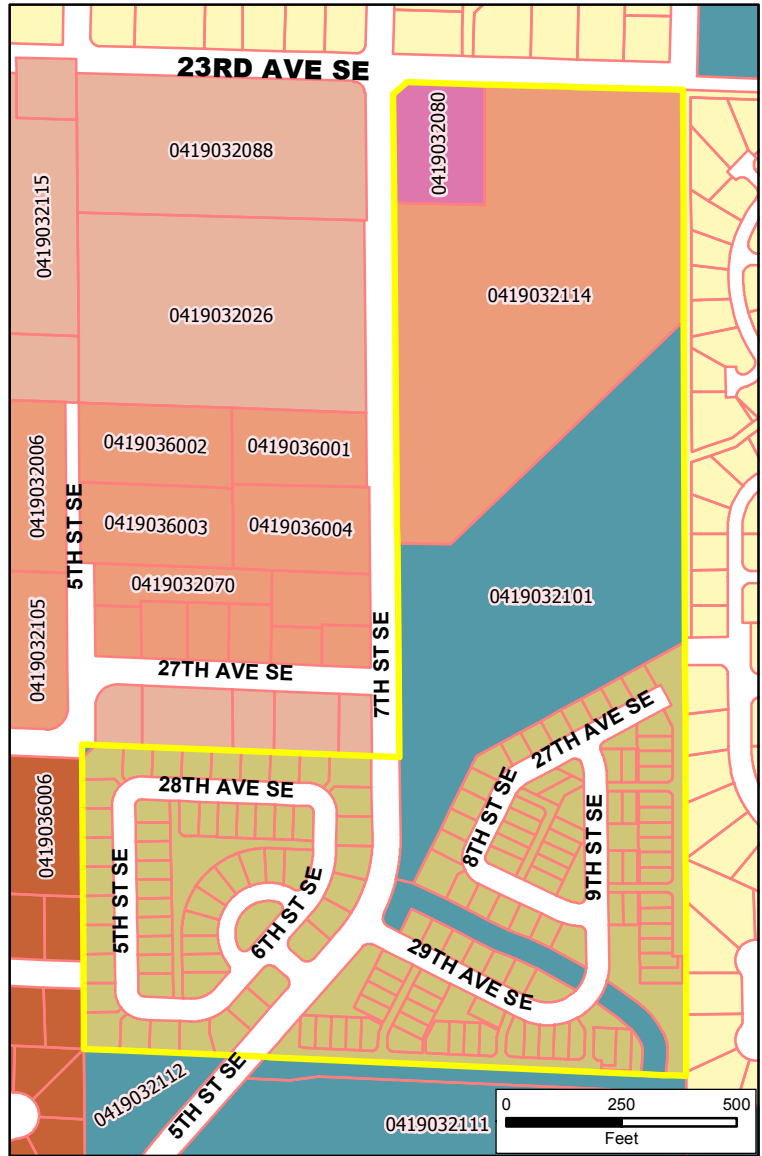 23RD AVE SE
0419032080
0419032088
0419032115
0419032114
0419032026
0419036002
0419036001
0419032006
0419036003
0419036004
5TH ST SE
0419032070
0419032101
0419032105
7TH ST SE
27TH AVE SE
27TH AVE SE
28TH AVE SE
0419036006
8TH ST SE
9TH ST SE
5TH ST SE
6TH ST SE
29TH AVE SE
0419032112
5TH ST SE
0419032111
0 250 500
Feet